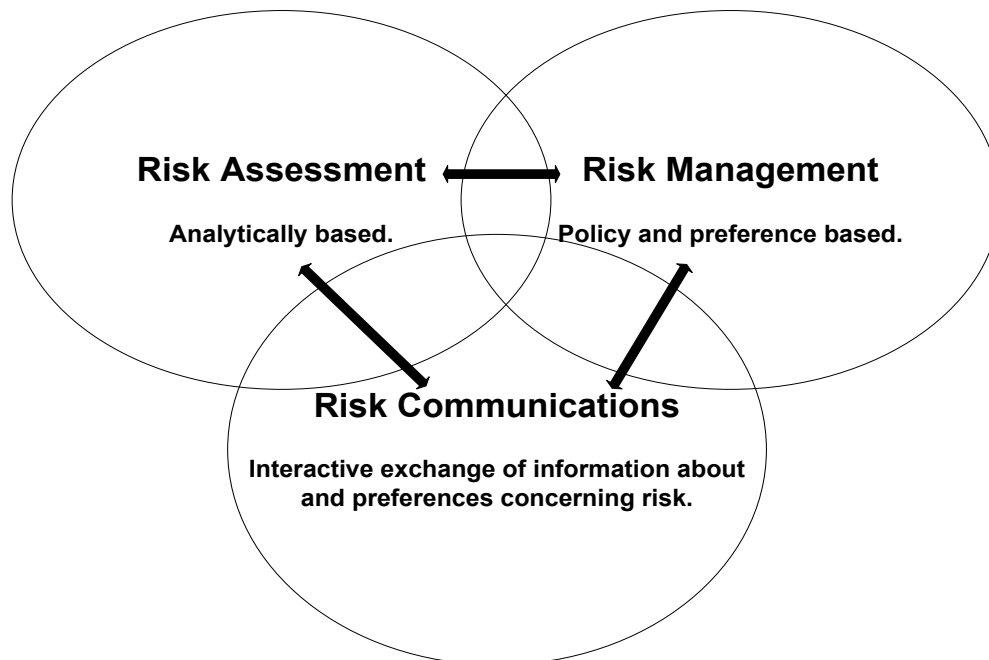 Risk Assessment
Risk Management
Analytically based.
Policy and preference based.
Risk Communications
Interactive exchange of information about
and preferences concerning risk.